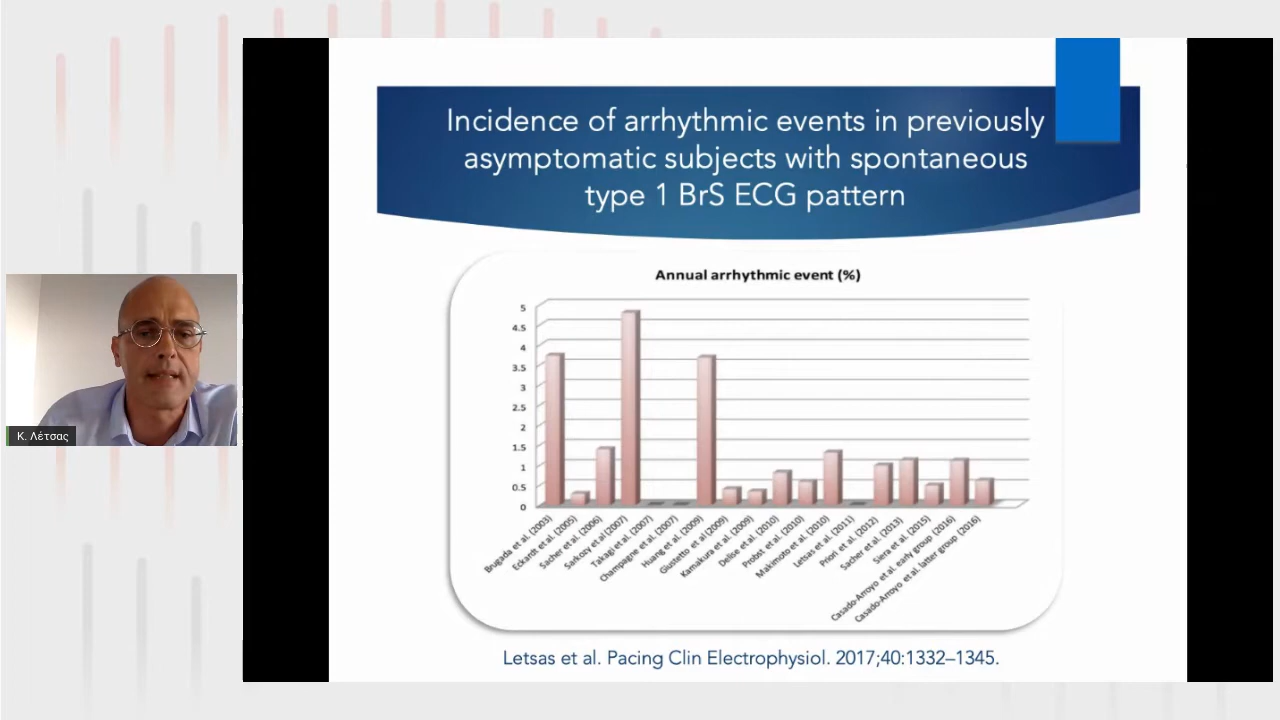 Incidence of arrhythmic events in previously
asymptomatic subjects with spontaneous
type 1 BrS ECG pattern
Annual arrhythmic event (%)
5
4.5
4
3.5
3
2.5
2
1.5
1
0.5
0
Brugada et al. (2003)
Eckardt et al. (2005)
Sacher et al. (2006)
Sarkozy et al (2007)
Takagi et al. (2007)
Champagne et al. (2007)
Huang et al. (2009)
Giustetto et al (2009)
Kamakura et al. (2009)
Delise et al. (2010)
Probst et al. (2010)
Makimoto et al. (2010)
Letsas et al. (2011)
Priori et al. (2012)
Sacher et al. (2013)
Siera et al. (2015)
Casado-Arroyo et al. early group (2016)
Casado-Arroyo et al. latter group (2016)
Κ. Λέτσας
Letsas et al. Pacing Clin Electrophysiol. 2017;40:1332–1345.